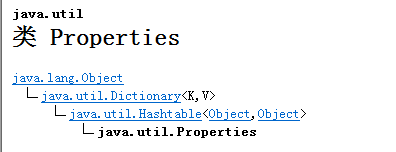 java.util
类 Properties
java.lang.Object
java.util.Dictionary<K,V>
java.util.Hashtable<Object,Object>
java.util.Properties